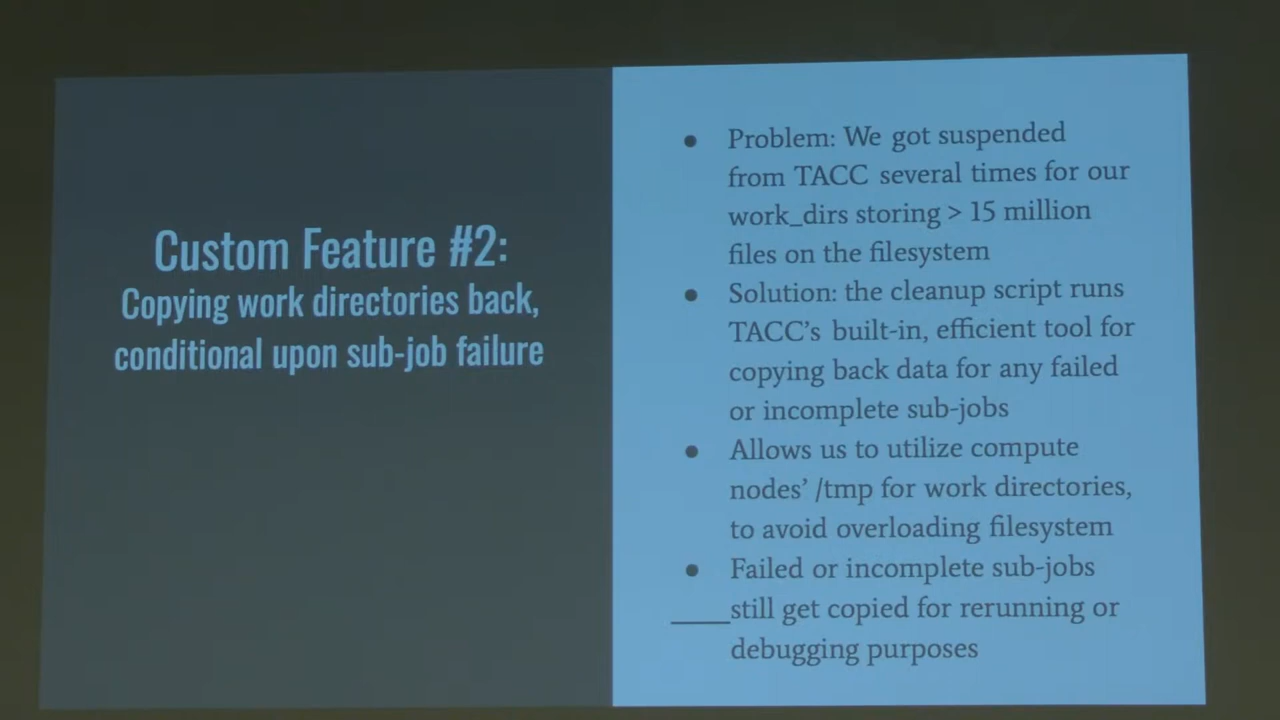 Custom Feature #2:
Copying work directories back,
conditional upon sub-job failure
● Problem: We got suspended
from TACC several times for our
work_dirs storing > 15 million
files on the filesystem
● Solution: the cleanup script runs
TACC's built-in, efficient tool for
copying back data for any failed
or incomplete sub-jobs
● Allows us to utilize compute
nodes' /tmp for work directories,
to avoid overloading filesystem
● Failed or incomplete sub-jobs
still get copied for rerunning or
debugging purposes